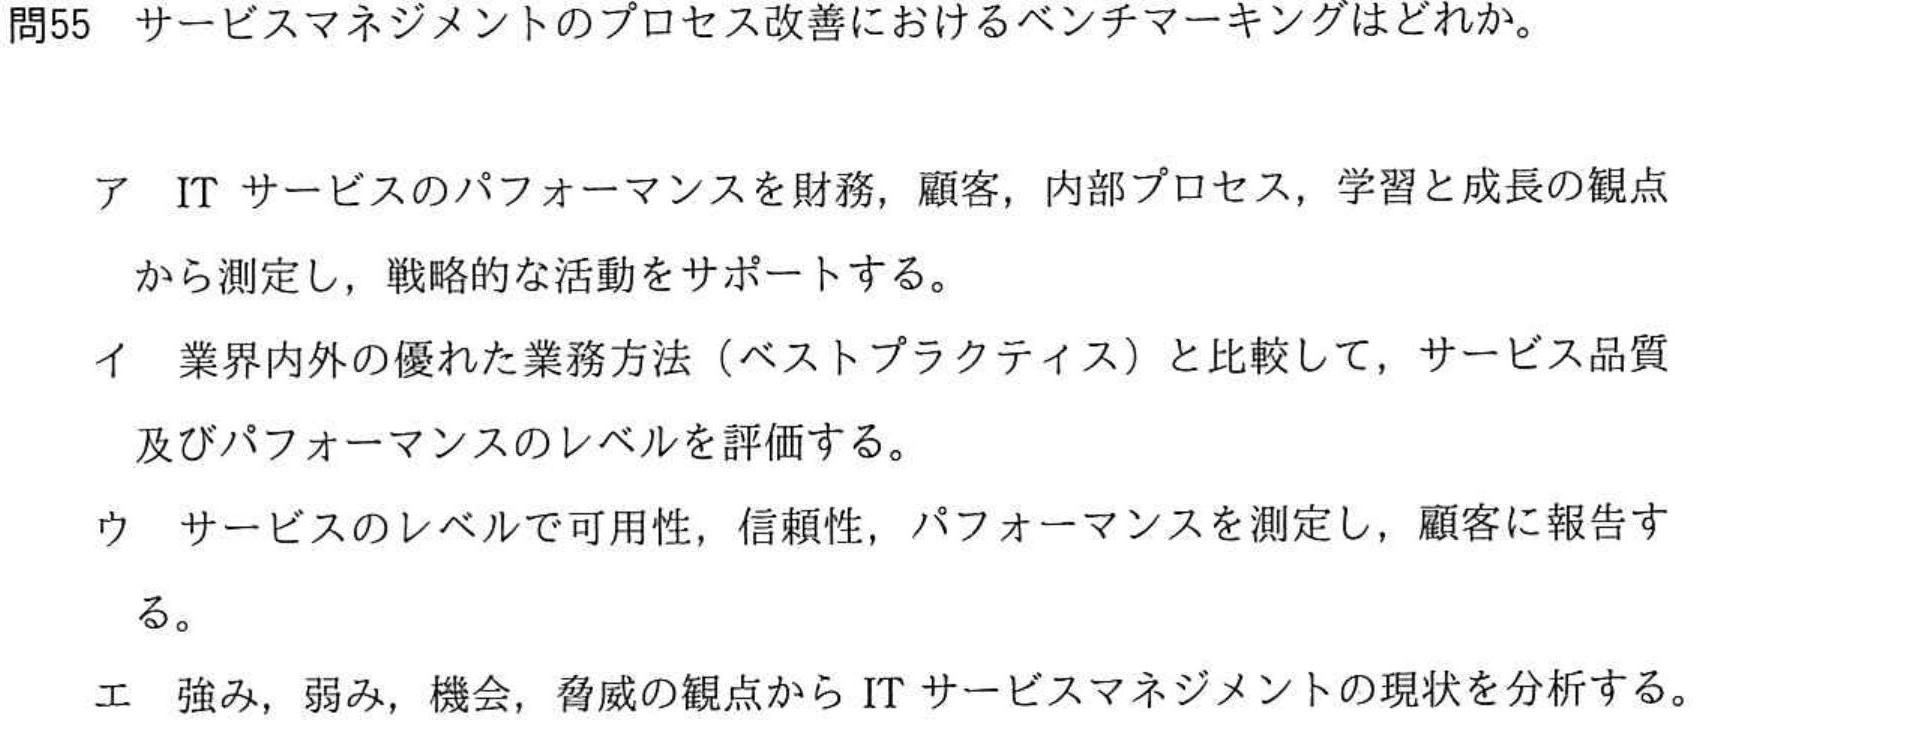 問55 サービスマネジメントのプロセス改善におけるベンチマーキングはどれか。
ア IT サービスのパフォーマンスを財務，顧客，内部プロセス，学習と成長の観点
から測定し，戦略的な活動をサポートする。
イ 業界内外の優れた業務方法（ベストプラクティス）と比較して，サービス品質
及びパフォーマンスのレベルを評価する。
ウ サービスのレベルで可用性，信頼性，パフォーマンスを測定し，顧客に報告す
る。
エ 強み，弱み，機会，脅威の観点から IT サービスマネジメントの現状を分析する。